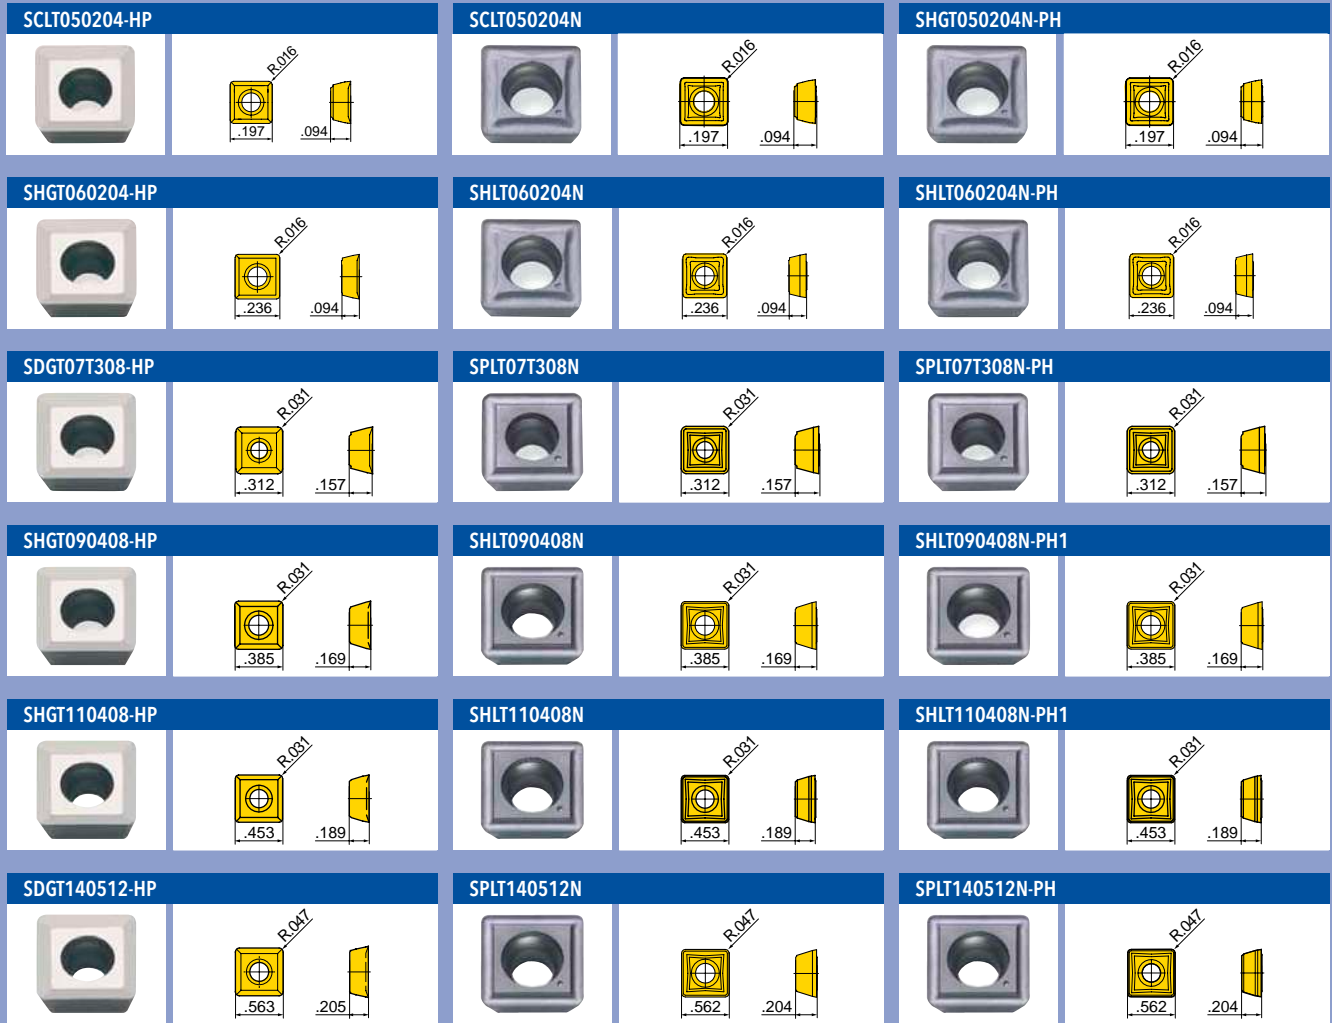 SCLT050204-HP
R.016
.197
.094
SCLT050204N
R.016
.197
.094
SHGT050204N-PH
R.016
.197
.094
SHGT060204-HP
R.016
.236
.094
SHLT060204N
R.016
.236
.094
SHLT060204N-PH
R.016
.236
.094
SDGT07T308-HP
R.031
.312
.157
SPLT07T308N
R.031
.312
.157
SPLT07T308N-PH
R.031
.312
.157
SHGT090408-HP
R.031
.385
.169
SHLT090408N
R.031
.385
.169
SHLT090408N-PH1
R.031
.385
.169
SHGT110408-HP
R.031
.453
.189
SHLT110408N
R.031
.453
.189
SHLT110408N-PH1
R.031
.453
.189
SDGT140512-HP
R.047
.563
.205
SPLT140512N
R.047
.562
.204
SPLT140512N-PH
R.047
.562
.204